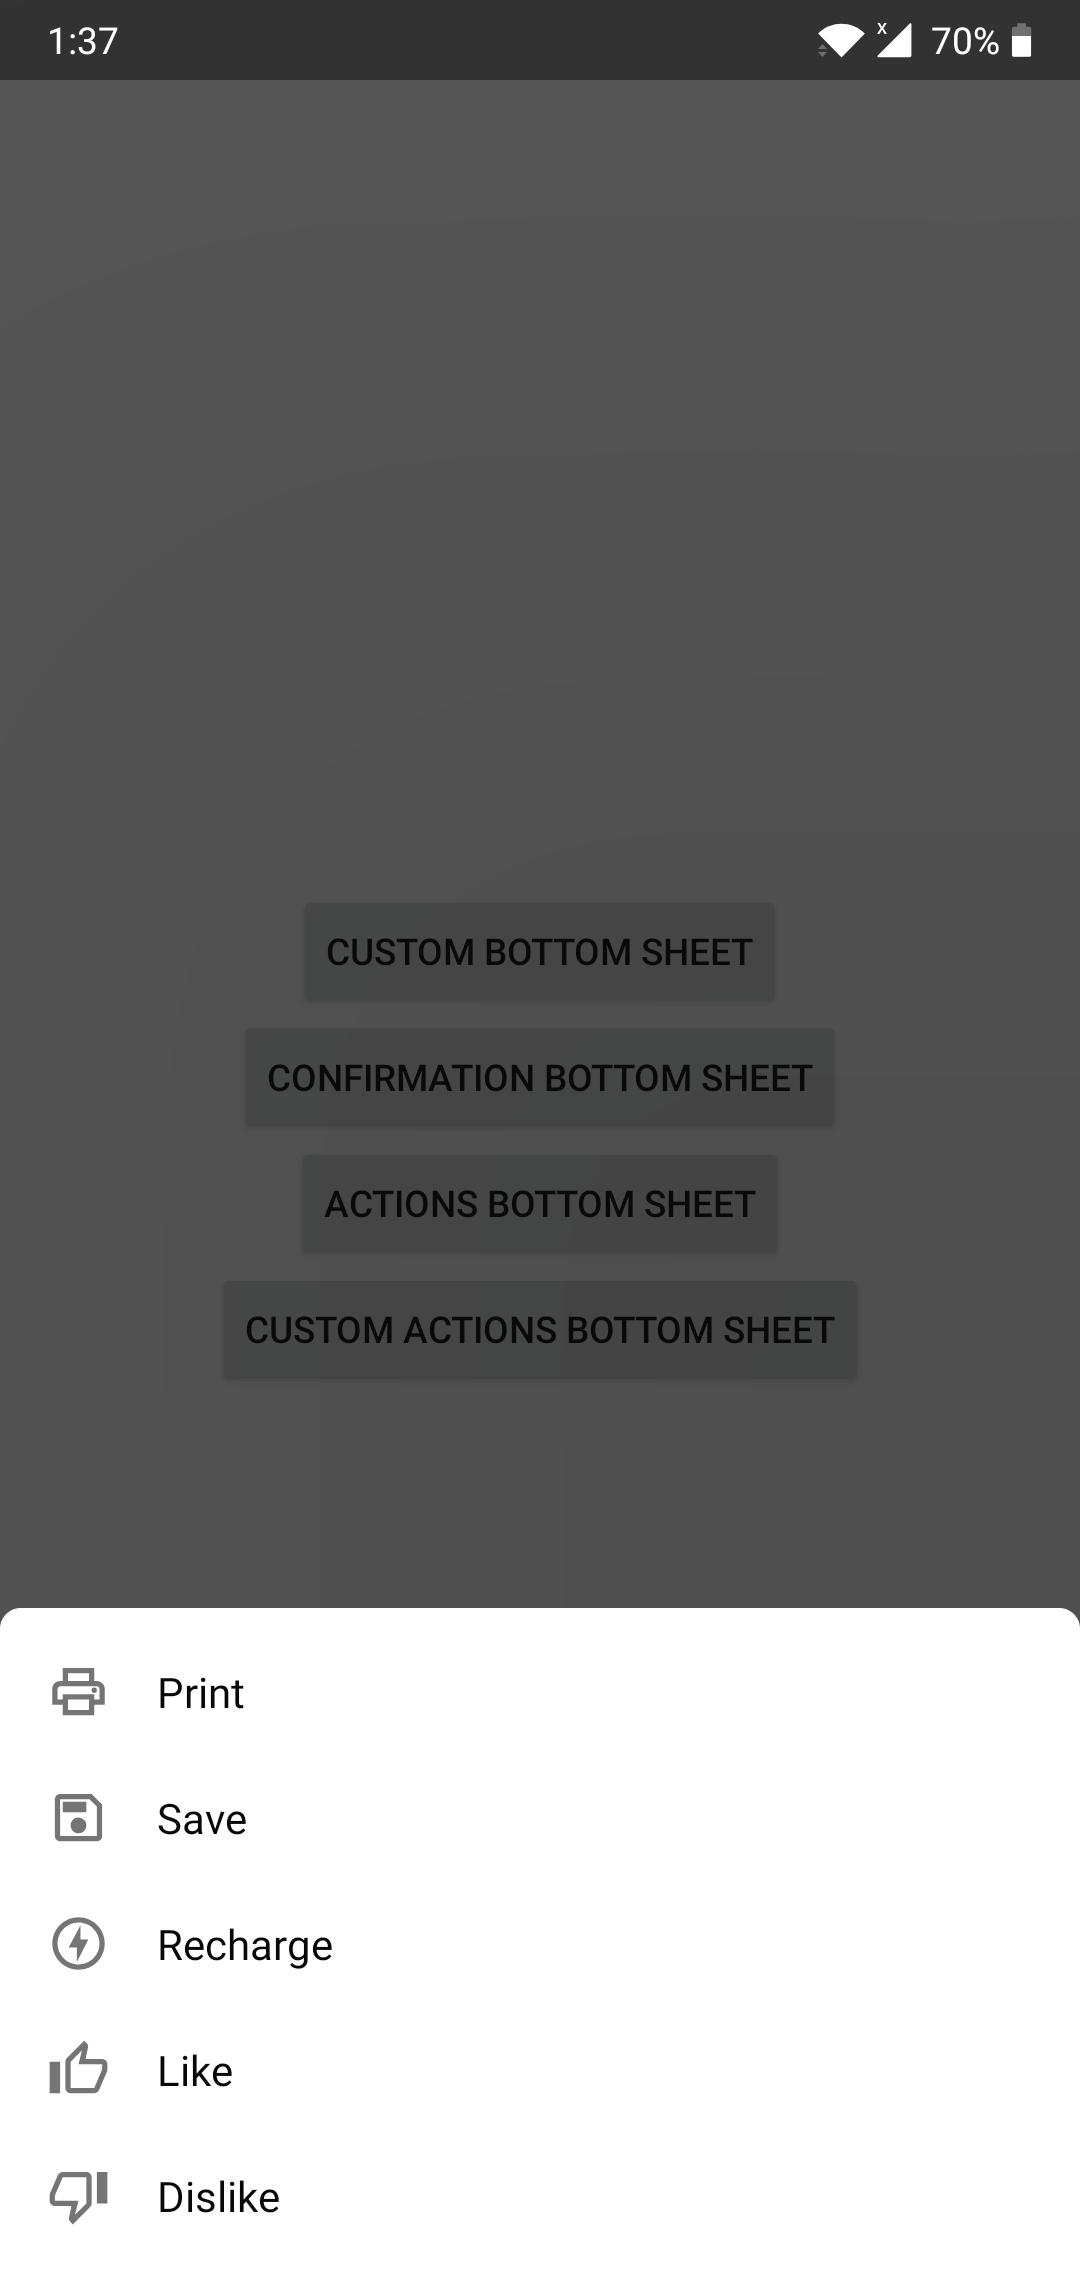 1:37
x 70%
CUSTOM BOTTOM SHEET
CONFIRMATION BOTTOM SHEET
ACTIONS BOTTOM SHEET
CUSTOM ACTIONS BOTTOM SHEET
Print
Save
Recharge
Like
Dislike